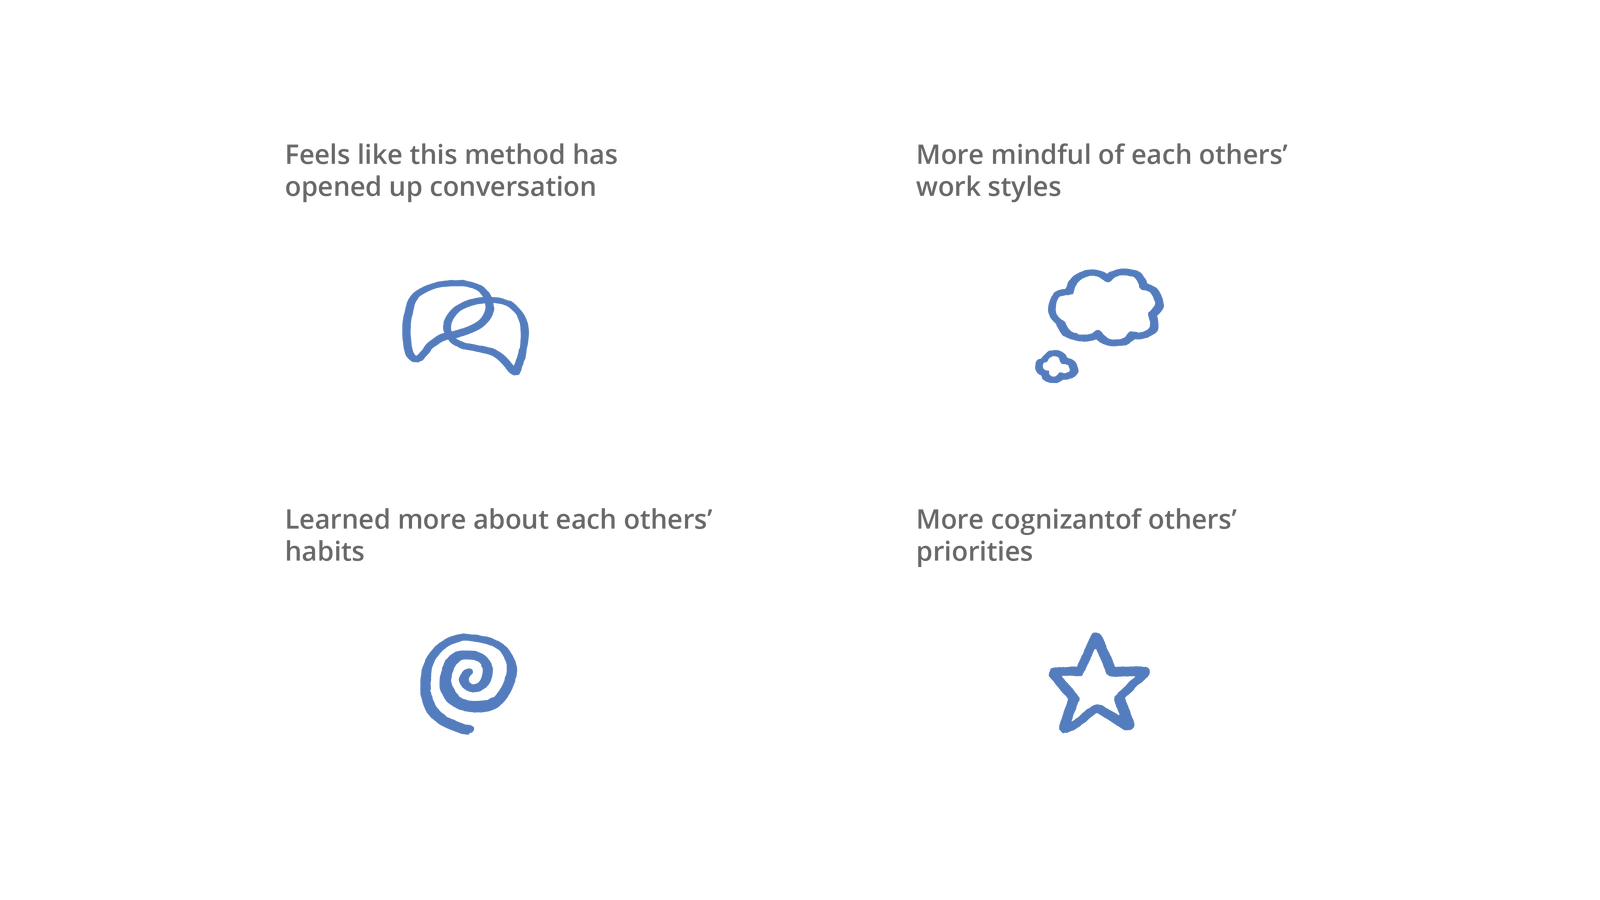 Feels like this method has
opened up conversation
More mindful of each others’
work styles
Learned more about each others’
habits
More cognizantof others’
priorities